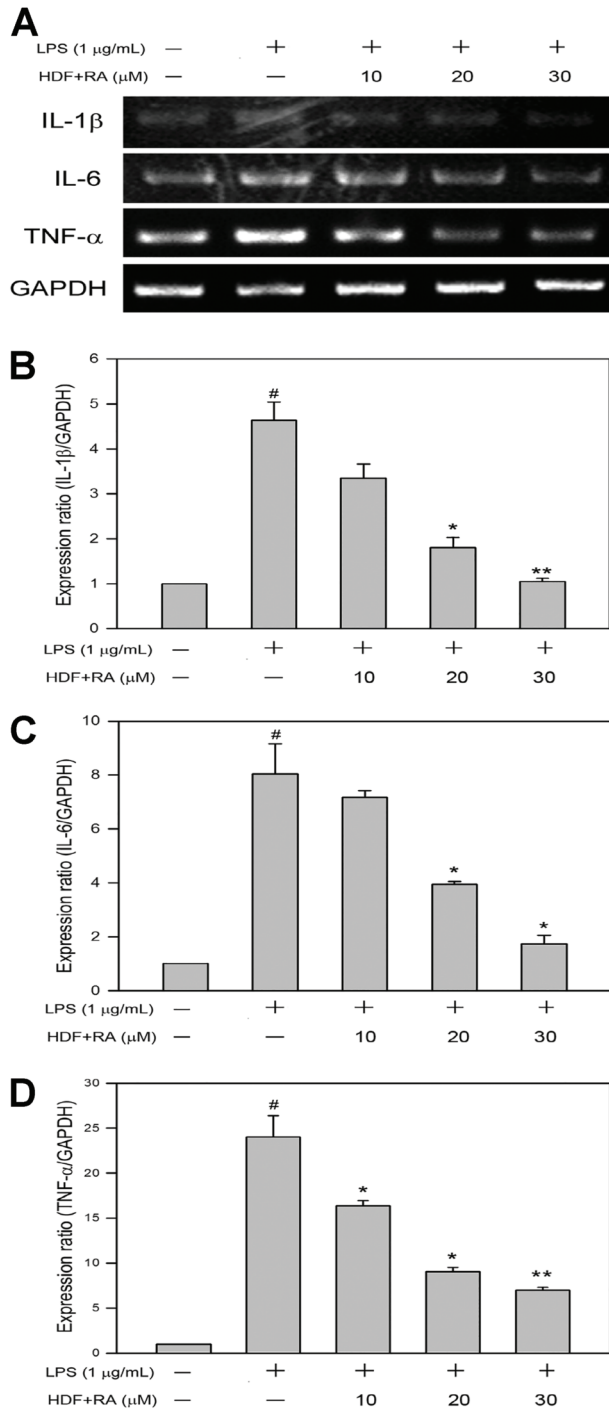 A
LPS (1 μg/mL) — + + + +
HDF+RA (μM) — — 10 20 30
IL-1β
IL-6
TNF-α
GAPDH
B
Expression ratio (IL-1β/GAPDH)
6
5
4
3
2
1
0
#
*
**
LPS (1 μg/mL) — + + + +
HDF+RA (μM) — — 10 20 30
C
Expression ratio (IL-6/GAPDH)
10
8
6
4
2
0
#
*
*
LPS (1 μg/mL) — + + + +
HDF+RA (μM) — — 10 20 30
D
Expression ratio (TNF-α/GAPDH)
30
25
20
15
10
5
0
#
*
*
**
LPS (1 μg/mL) — + + + +
HDF+RA (μM) — — 10 20 30